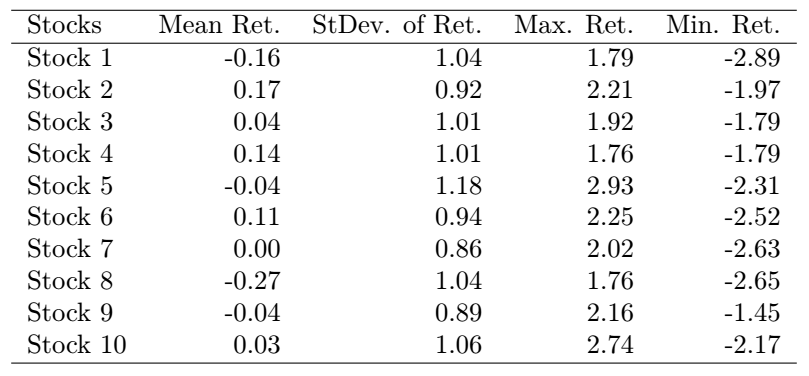 Stocks Mean Ret. StDev. of Ret. Max. Ret. Min. Ret.
Stock 1 -0.16 1.04 1.79 -2.89
Stock 2 0.17 0.92 2.21 -1.97
Stock 3 0.04 1.01 1.92 -1.79
Stock 4 0.14 1.01 1.76 -1.79
Stock 5 -0.04 1.18 2.93 -2.31
Stock 6 0.11 0.94 2.25 -2.52
Stock 7 0.00 0.86 2.02 -2.63
Stock 8 -0.27 1.04 1.76 -2.65
Stock 9 -0.04 0.89 2.16 -1.45
Stock 10 0.03 1.06 2.74 -2.17